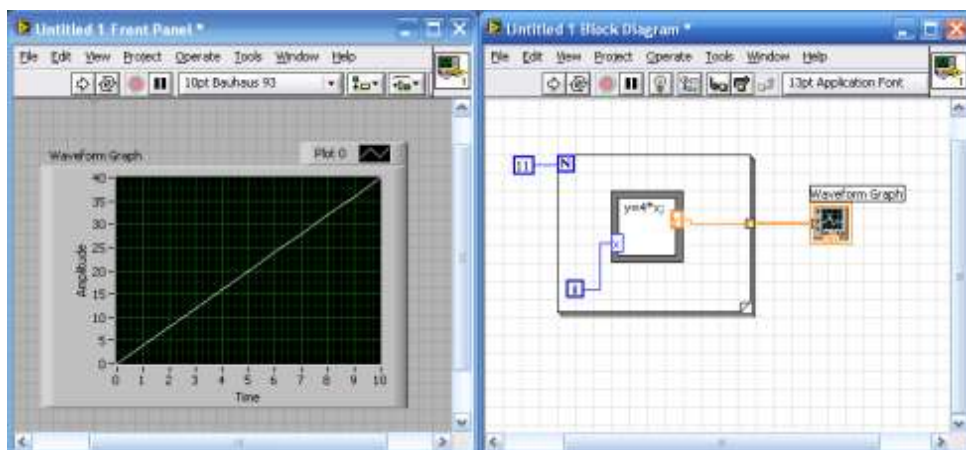 Untitled 1 Front Panel *
File Edit View Project Operate Tools Window Help
10pt Bauhaus 93
1
Waveform Graph
Plot 0
40
35
30
25
20
15
10
5
0
Amplitude
0 1 2 3 4 5 6 7 8 9 10
Time
Untitled 1 Block Diagram *
File Edit View Project Operate Tools Window Help
13pt Application Font
1
11
N
y=4*x;
x
i
Waveform Graph